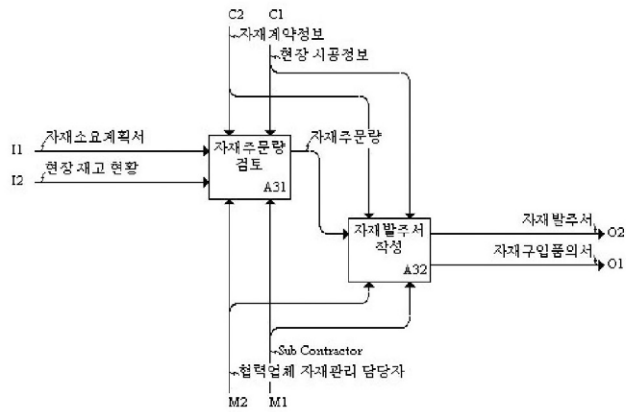 C2 C1
자재계약정보
현장 시공정보
I1 자재소요계획서
자재주문량
검토
A31
자재주문량
I2 현장 재고 현황
자재발주서
작성
A32
자재발주서 O2
자재구입품의서 O1
Sub Contractor
협력업체 자재관리 담당자
M2 M1